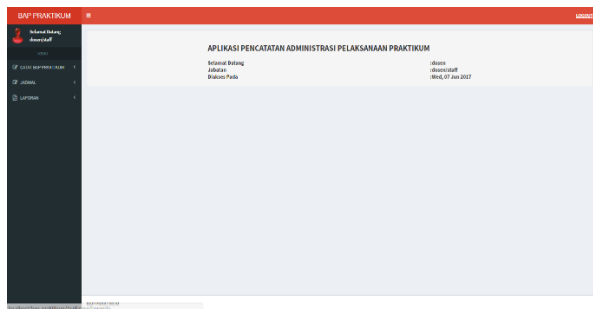 BAP PRAKTIKUM
Selamat Datang
dosen/staff
MENU
JADWAL
LAPORAN
APLIKASI PENCATATAN ADMINISTRASI PELAKSANAAN PRAKTIKUM
Selamat Datang : dosen
Jabatan : dosen/staff
Diakses Pada : Wed, 07 Jun 2017